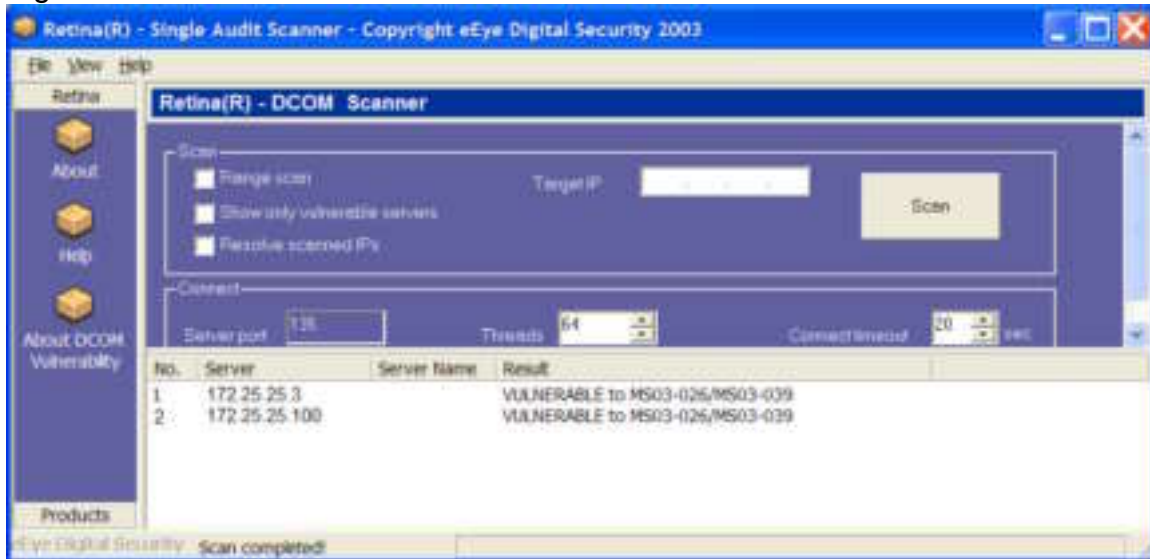 Retina(R) - Single Audit Scanner - Copyright eEye Digital Security 2003
File View Help
Retina
About
Help
About DCOM Vulnerability
Products
Retina(R) - DCOM Scanner
Scan
Range scan
Show only vulnerable servers
Resolve scanned IPs
Target IP
Scan
Connect
Server port 135
Threads 64
Connect timeout 20 sec
No. Server Server Name Result
1 172.25.25.3 VULNERABLE to MS03-026/MS03-039
2 172.25.25.100 VULNERABLE to MS03-026/MS03-039
eEye Digital Security Scan completed!